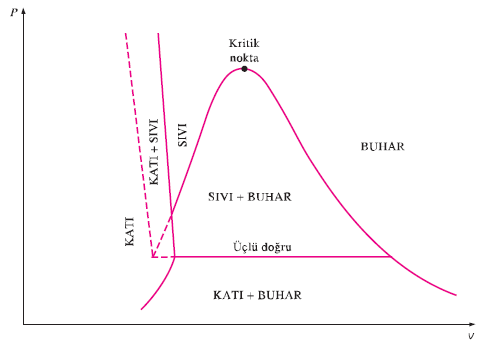 P
Kritik
nokta
KATI
KATI + SIVI
SIVI
BUHAR
SIVI + BUHAR
Üçlü doğru
KATI + BUHAR
v